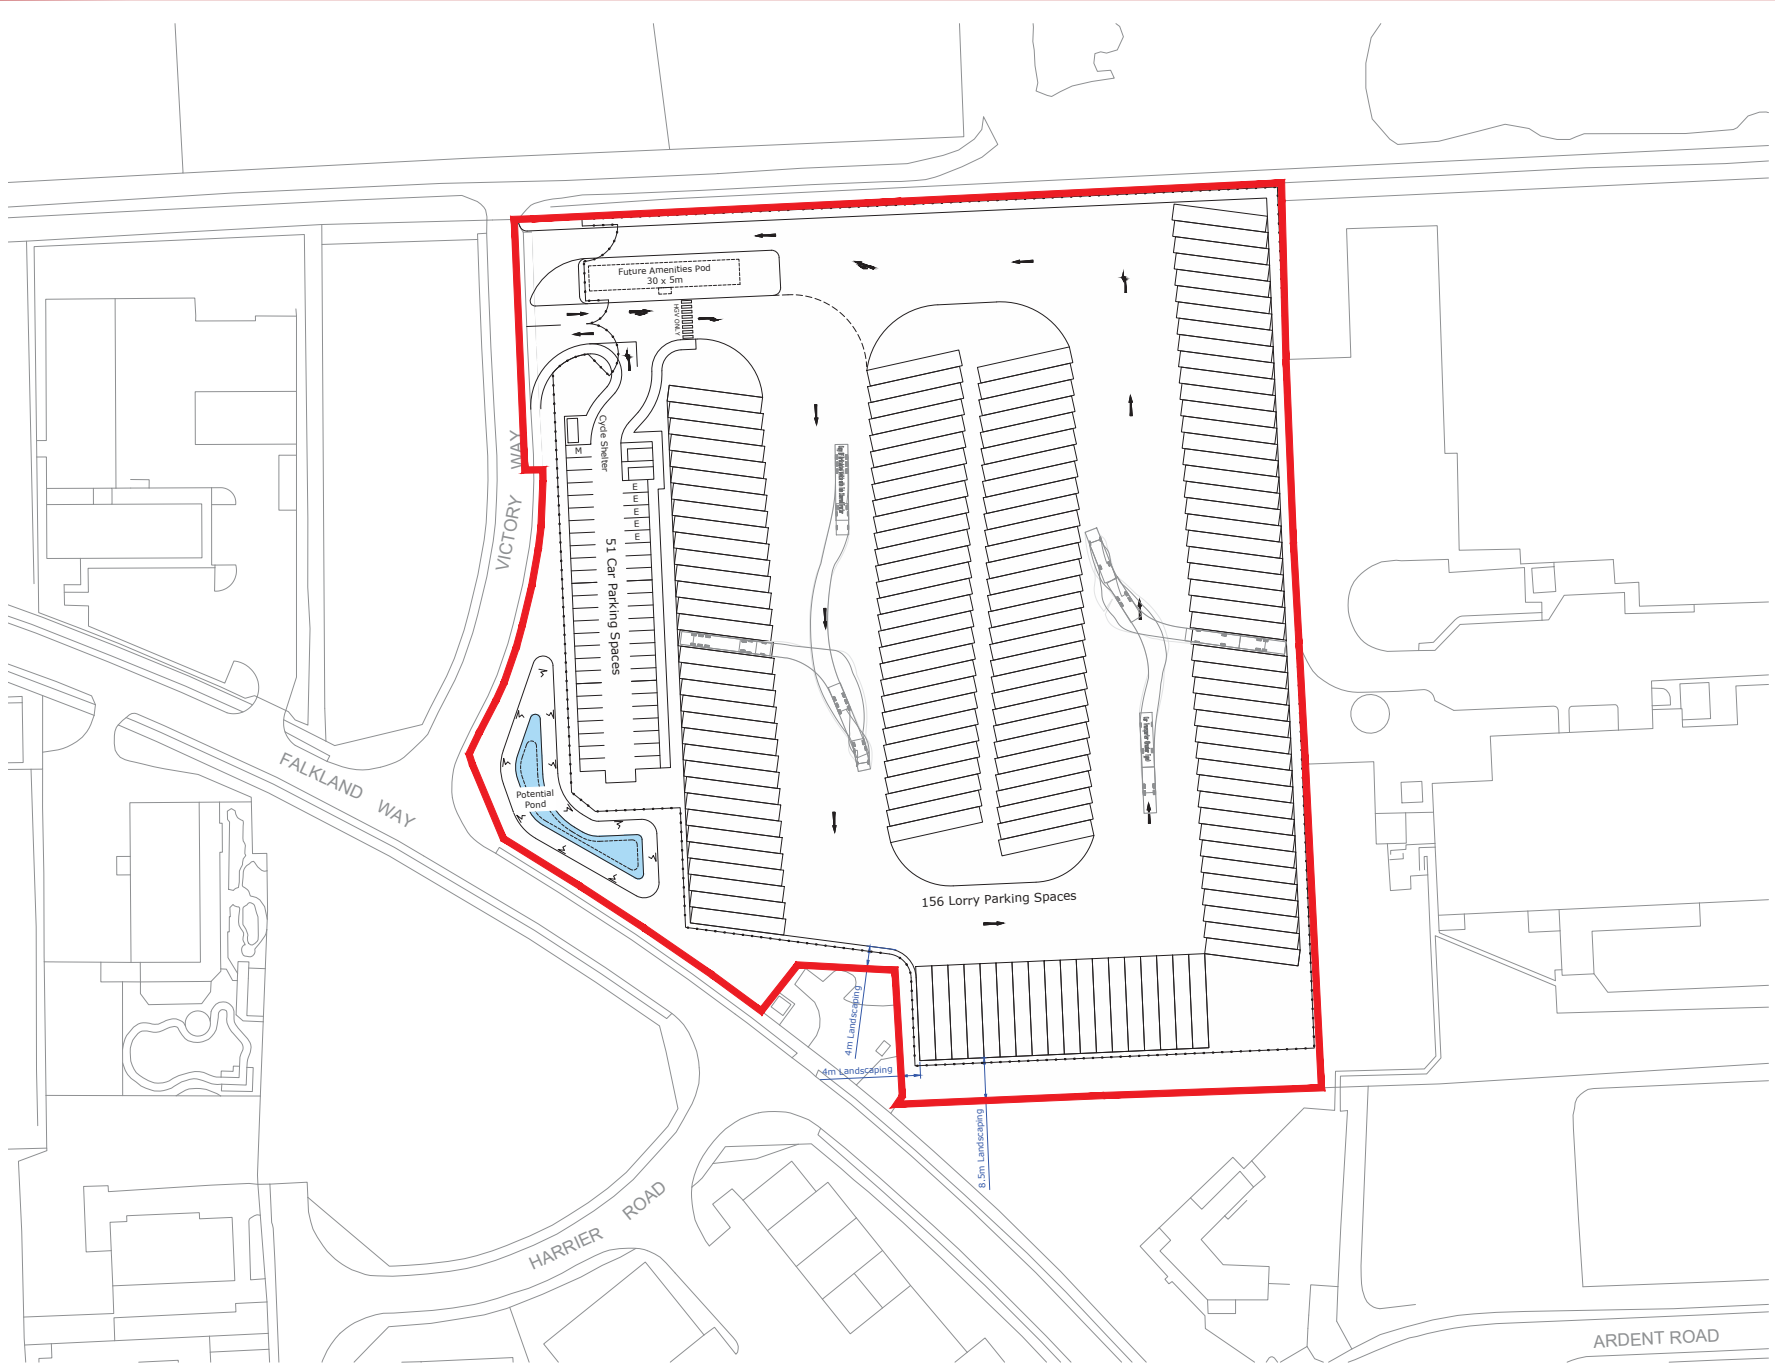 Future Amenities Pod
30 x 5m
HGV ONLY
Cycle Shelter
M
E
E
E
E
E
51 Car Parking Spaces
VICTORY WAY
Potential
Pond
FALKLAND WAY
156 Lorry Parking Spaces
4m Landscaping
4m Landscaping
8.5m Landscaping
HARRIER ROAD
ARDENT ROAD